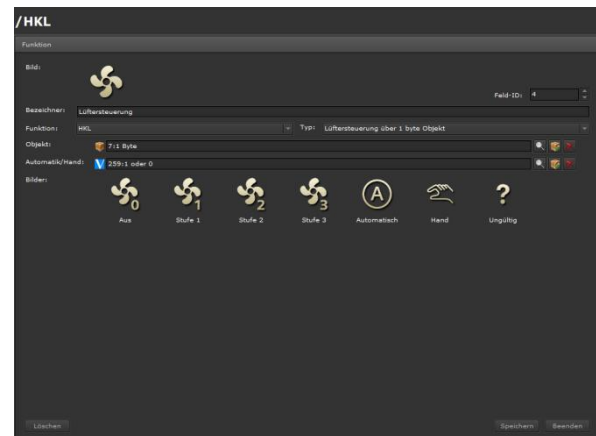 /HKL
Funktion
Bild:
Feld-ID: 4
Bezeichner: Lüftersteuerung
Funktion: HKL Typ: Lüftersteuerung über 1 byte Objekt
Objekt: 7:1 Byte
Automatik/Hand: V 259:1 oder 0
Bilder:
0 1 2 3 A ?
Aus Stufe 1 Stufe 2 Stufe 3 Automatisch Hand Ungültig
Löschen Speichern Beenden